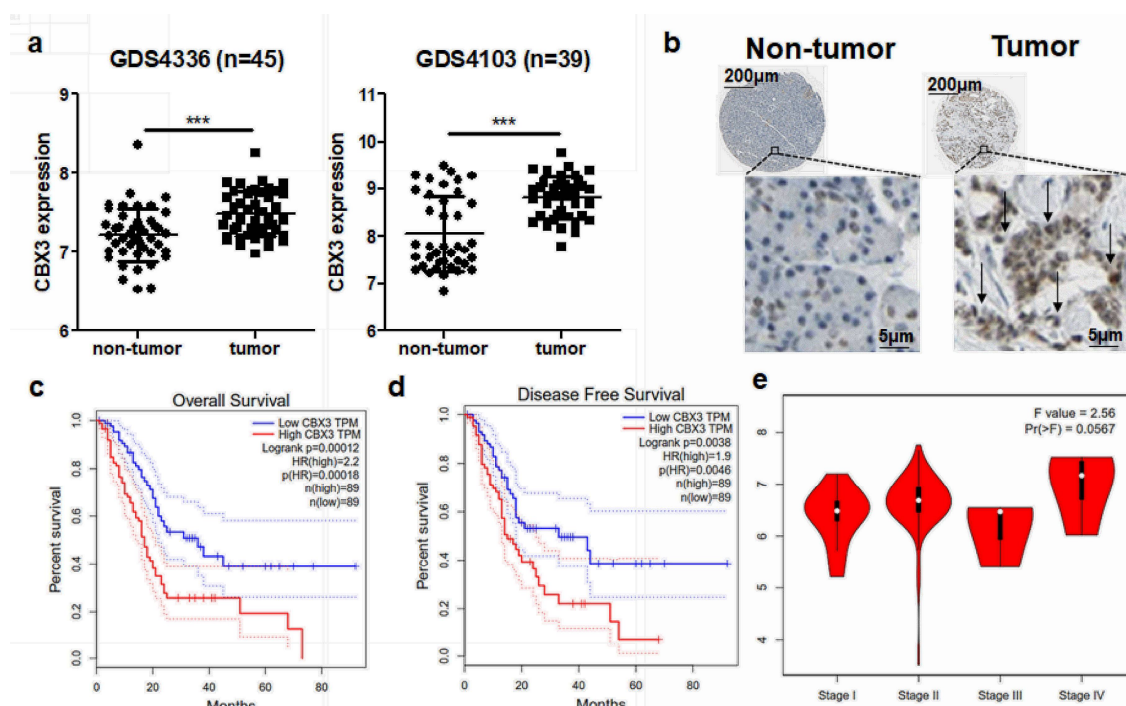 a
GDS4336 (n=45)
CBX3 expression
9
8
7
6
***
non-tumor
tumor
GDS4103 (n=39)
CBX3 expression
11
10
9
8
7
6
***
non-tumor
tumor
b
Non-tumor
Tumor
200μm
200μm
5μm
5μm
c
Overall Survival
Low CBX3 TPM
High CBX3 TPM
Logrank p=0.00012
HR(high)=2.2
p(HR)=0.00018
n(high)=89
n(low)=89
Percent survival
1.0
0.8
0.6
0.4
0.2
0.0
0
20
40
60
80
Months
d
Disease Free Survival
Low CBX3 TPM
High CBX3 TPM
Logrank p=0.0038
HR(high)=1.9
p(HR)=0.0046
n(high)=89
n(low)=89
Percent survival
1.0
0.8
0.6
0.4
0.2
0.0
0
20
40
60
80
Months
e
F value = 2.56
Pr(>F) = 0.0567
8
7
6
5
4
Stage I
Stage II
Stage III
Stage IV